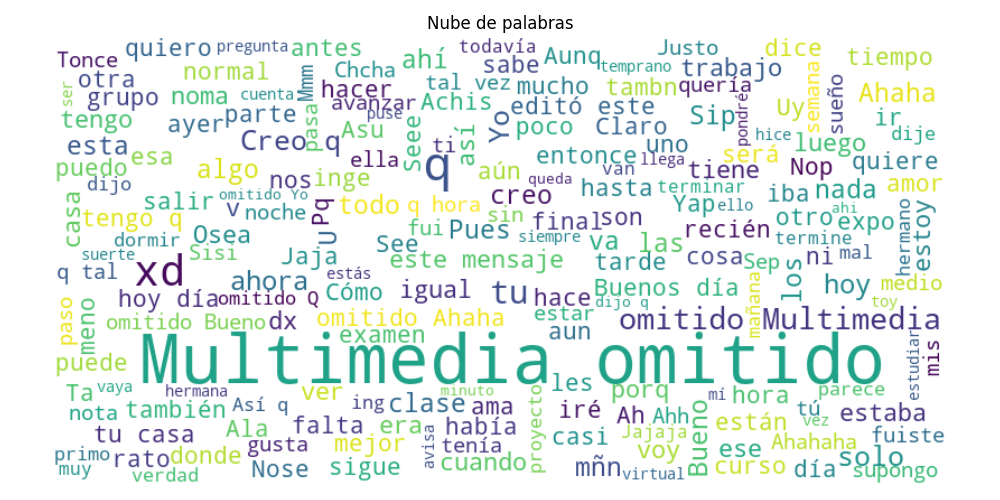 Nube de palabras
Tonce quiero pregunta antes todavía Aunq Justo dice tiempo
otra normal Chcha ahí sabe temprano trabajo
ser grupo noma cuenta Mmm hacer tal vez mucho tambn quería semana sueño Ahaha
tengo ayer parte pasa avanzar puse Achis editó este Sip pondré Uy ir
esta Creo q Asu Seee ti así Yo poco Claro uno hice luego dije
puedo esa algo nos inge ella q aún entonce van llega tiene será Nop quiere
dijo salir omitido Yo creo queda hasta terminar iba nada amor
casa tengo q v noche U Pq todo q hora sin final son Yap ello otro ahi expo
dormir Osea fui Pues siempre recién termine hermano estoy
suerte Sisi Jaja See este mensaje va las cosa Sep los ni mal
q tal xd ahora estás tarde Buenos día hoy medio
paso meno hoy día omitido Q Cómo igual tu hace dijo q mañana toy
omitido Bueno dx omitido Ahaha estar omitido Multimedia
examen aun
puede Multimedia omitido estudiar mis
Ta vaya hermana ver minuto les porq mí hora parece
nota también Así q ing clase ama proyecto iré Ah Ahh Bueno están tú vez estaba
tu casa Ala falta era había casi Jajaja ese Ahahaha fuiste
primo rato donde gusta mejor avisa tenía voy solo
muy verdad Nose sigue cuando mñn virtual curso día supongo